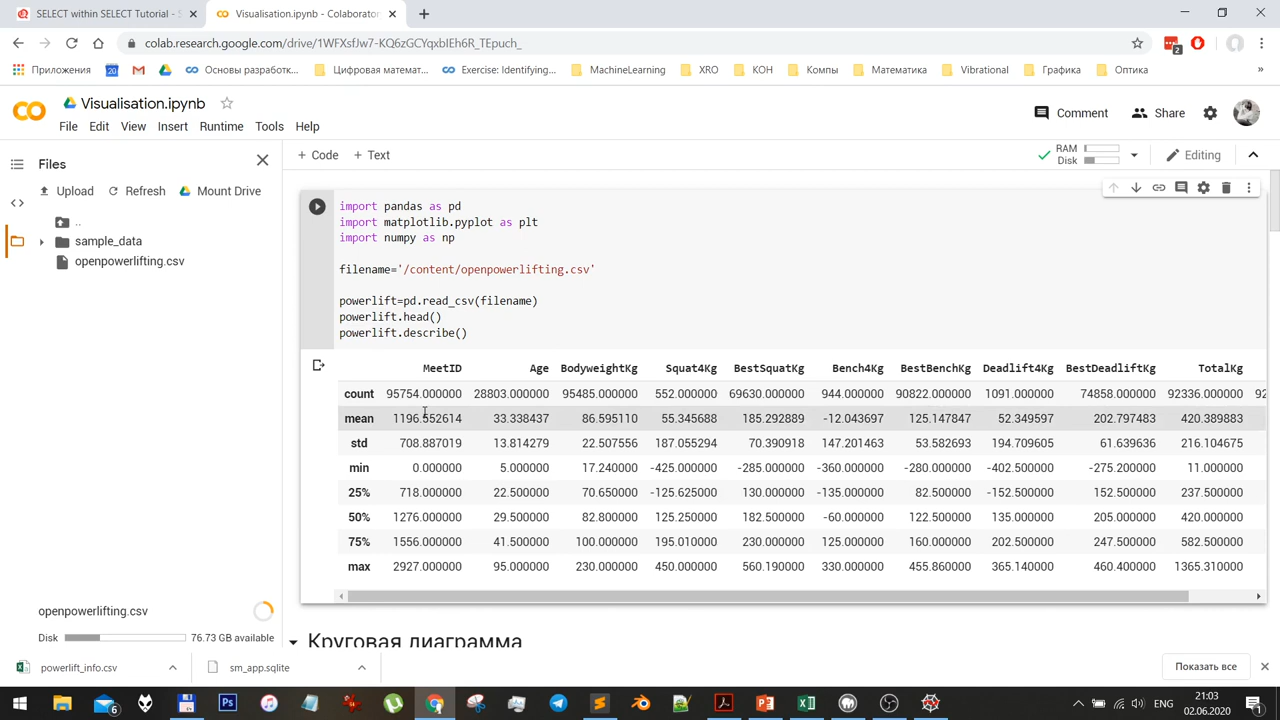 SELECT within SELECT Tutorial - S
Visualisation.ipynb - Colaborator
colab.research.google.com/drive/1WFXsfJw7-KQ6zGCYqxbIEh6R_TEpuch_
2
Приложения
20
Основы разработк...
Цифровая математ...
Exercise: Identifying...
MachineLearning
XRO
КОН
Компы
Математика
Vibrational
Графика
Оптика
»
Visualisation.ipynb
File Edit View Insert Runtime Tools Help
Comment
Share
Files
Upload
Refresh
Mount Drive
..
sample_data
openpowerlifting.csv
+ Code
+ Text
RAM
Disk
Editing
import pandas as pd
import matplotlib.pyplot as plt
import numpy as np
filename='/content/openpowerlifting.csv'
powerlift=pd.read_csv(filename)
powerlift.head()
powerlift.describe()
MeetID Age BodyweightKg Squat4Kg BestSquatKg Bench4Kg BestBenchKg Deadlift4Kg BestDeadliftKg TotalKg
count 95754.000000 28803.000000 95485.000000 552.000000 69630.000000 944.000000 90822.000000 1091.000000 74858.000000 92336.000000 92
mean 1196.552614 33.338437 86.595110 55.345688 185.292889 -12.043697 125.147847 52.349597 202.797483 420.389883
std 708.887019 13.814279 22.507556 187.055294 70.390918 147.201463 53.582693 194.709605 61.639636 216.104675
min 0.000000 5.000000 17.240000 -425.000000 -285.000000 -360.000000 -280.000000 -402.500000 -275.200000 11.000000
25% 718.000000 22.500000 70.650000 -125.625000 130.000000 -135.000000 82.500000 -152.500000 152.500000 237.500000
50% 1276.000000 29.500000 82.800000 125.250000 182.500000 -60.000000 122.500000 135.000000 205.000000 420.000000
75% 1556.000000 41.500000 100.000000 195.010000 230.000000 125.000000 160.000000 202.500000 247.500000 582.500000
max 2927.000000 95.000000 230.000000 450.000000 560.190000 330.000000 455.860000 365.140000 460.400000 1365.310000
Круговая диаграмма
openpowerlifting.csv
Disk
76.73 GB available
powerlift_info.csv
sm_app.sqlite
Показать все
6
Ps
ENG
21:03
02.06.2020
1